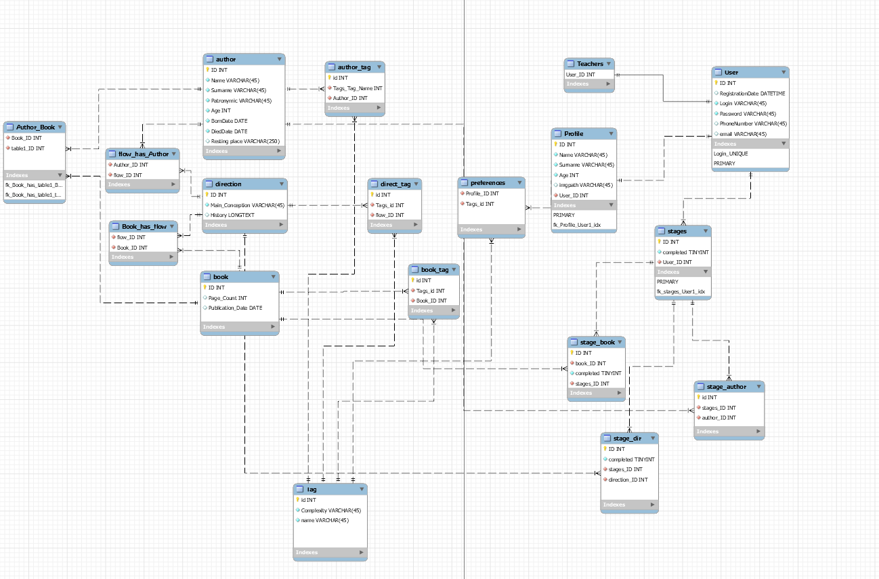 author
ID INT
Name VARCHAR(45)
Surname VARCHAR(45)
Patronymic VARCHAR(45)
Age INT
BornDate DATE
DiedDate DATE
Resting place VARCHAR(250)
Indexes
author_tag
id INT
Tags_Tag_Name INT
Author_ID INT
Indexes
Teachers
User_ID INT
Indexes
User
ID INT
RegistrationDate DATETIME
Login VARCHAR(45)
Password VARCHAR(45)
PhoneNumber VARCHAR(45)
email VARCHAR(45)
Indexes
Login_UNIQUE
PRIMARY
Author_Book
Book_ID INT
table1_ID INT
Indexes
fk_Book_has_table1_B...
fk_Book_has_table1_t...
flow_has_Author
Author_ID INT
flow_ID INT
Indexes
Profile
ID INT
Name VARCHAR(45)
Surname VARCHAR(45)
Age INT
imgpath VARCHAR(45)
User_ID INT
Indexes
PRIMARY
fk_Profile_User1_idx
direction
ID INT
Main_Conception VARCHAR(45)
History LONGTEXT
Indexes
direct_tag
id INT
Tags_id INT
flow_ID INT
Indexes
preferences
Profile_ID INT
Tags_id INT
Indexes
Book_has_flow
flow_ID INT
Book_ID INT
Indexes
stages
ID INT
completed TINYINT
User_ID INT
Indexes
PRIMARY
fk_stages_User1_idx
book
ID INT
Page_Count INT
Publication_Date DATE
Indexes
book_tag
id INT
Tags_id INT
Book_ID INT
Indexes
stage_book
ID INT
book_ID INT
completed TINYINT
stages_ID INT
Indexes
stage_author
id INT
stages_ID INT
author_ID INT
Indexes
stage_dir
ID INT
completed TINYINT
stages_ID INT
direction_ID INT
Indexes
tag
id INT
Complexity VARCHAR(45)
name VARCHAR(45)
Indexes